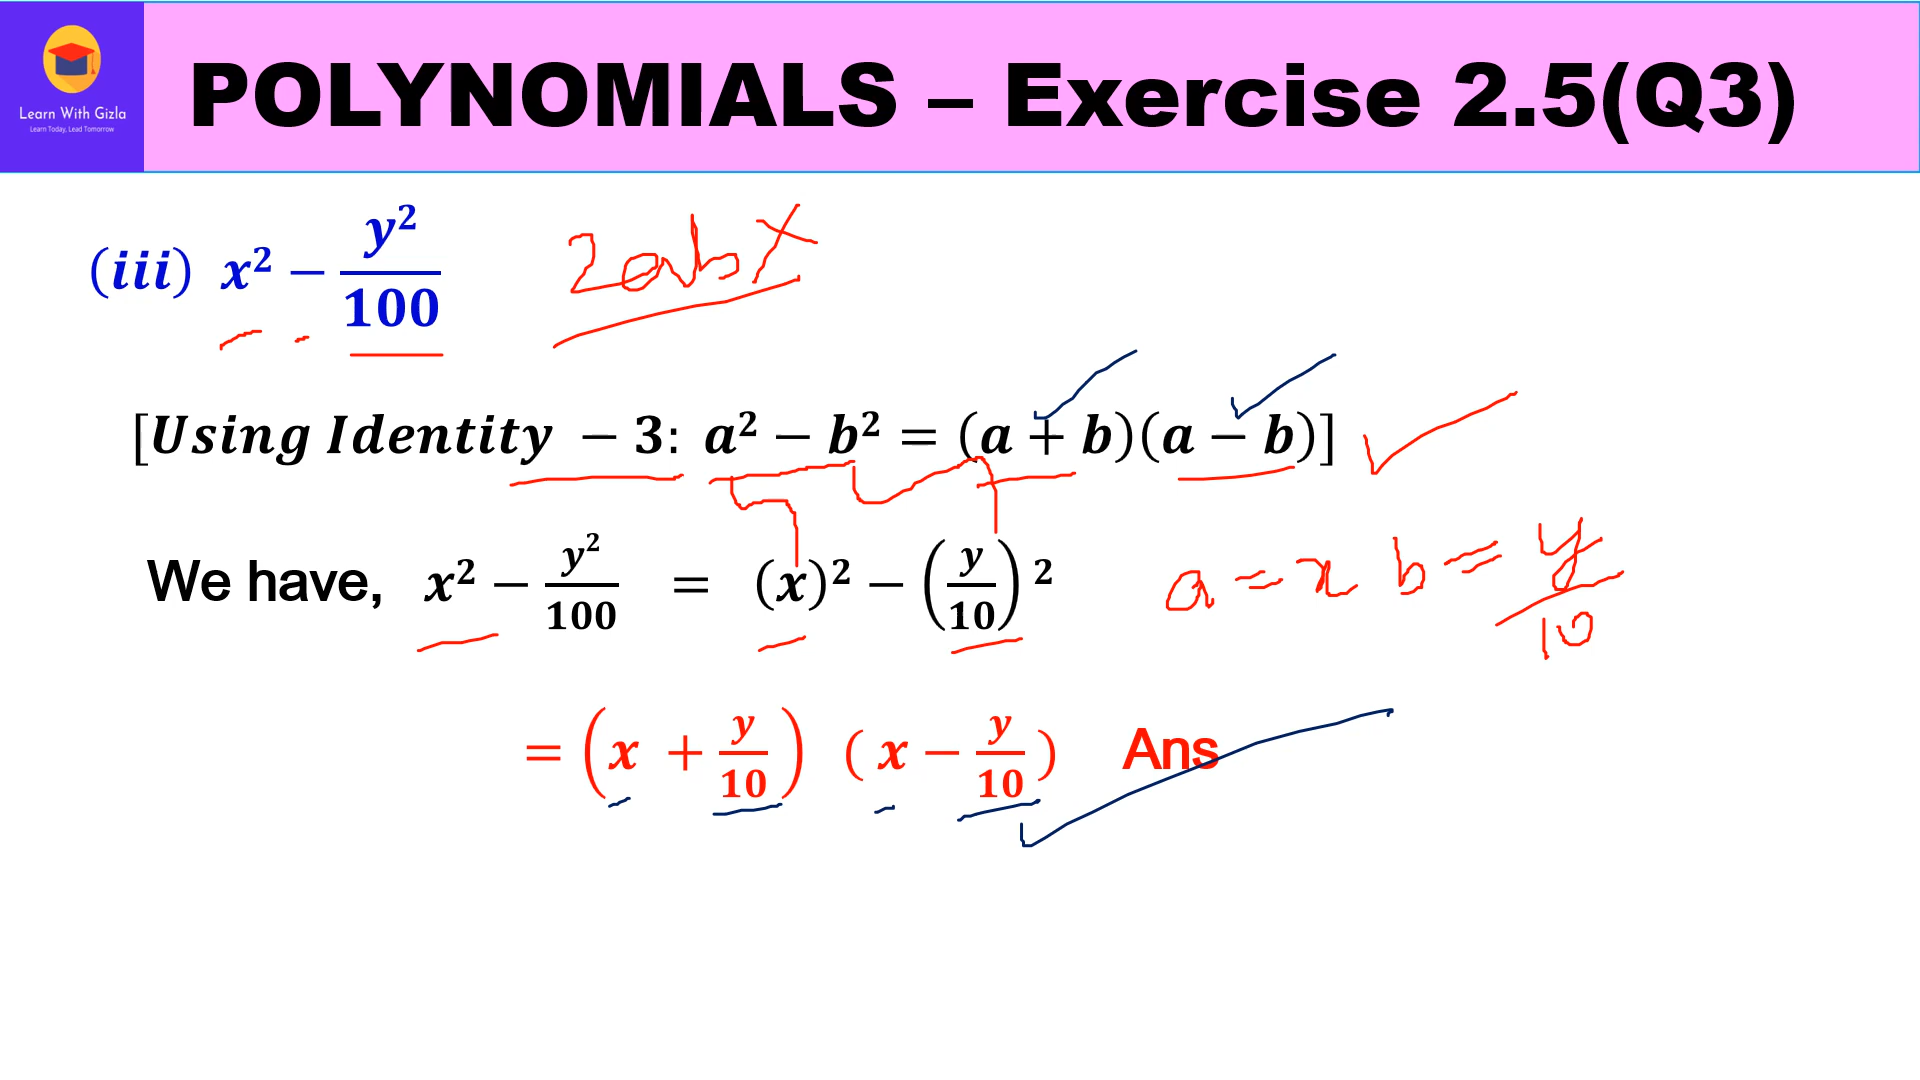 Learn With Gizla
Learn Today, Lead Tomorrow
POLYNOMIALS – Exercise 2.5(Q3)
(iii) x² − y²/100
2ab X
[Using Identity − 3: a² − b² = (a + b)(a − b)]
We have, x² − y²/100 = (x)² − (y/10)²
a = x b = y/10
= (x + y/10) ( x − y/10 ) Ans